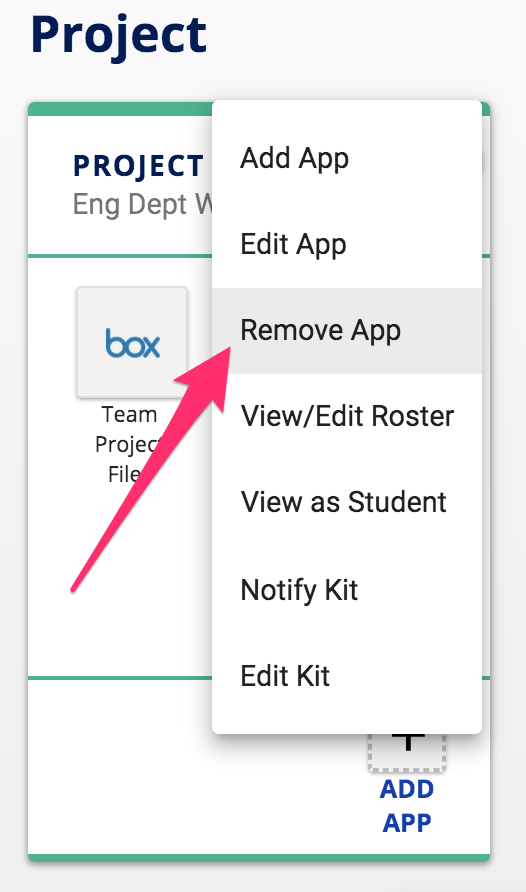 Project
PROJECT
Eng Dept
box
Team
Project
File
Add App
Edit App
Remove App
View/Edit Roster
View as Student
Notify Kit
Edit Kit
+
ADD
APP